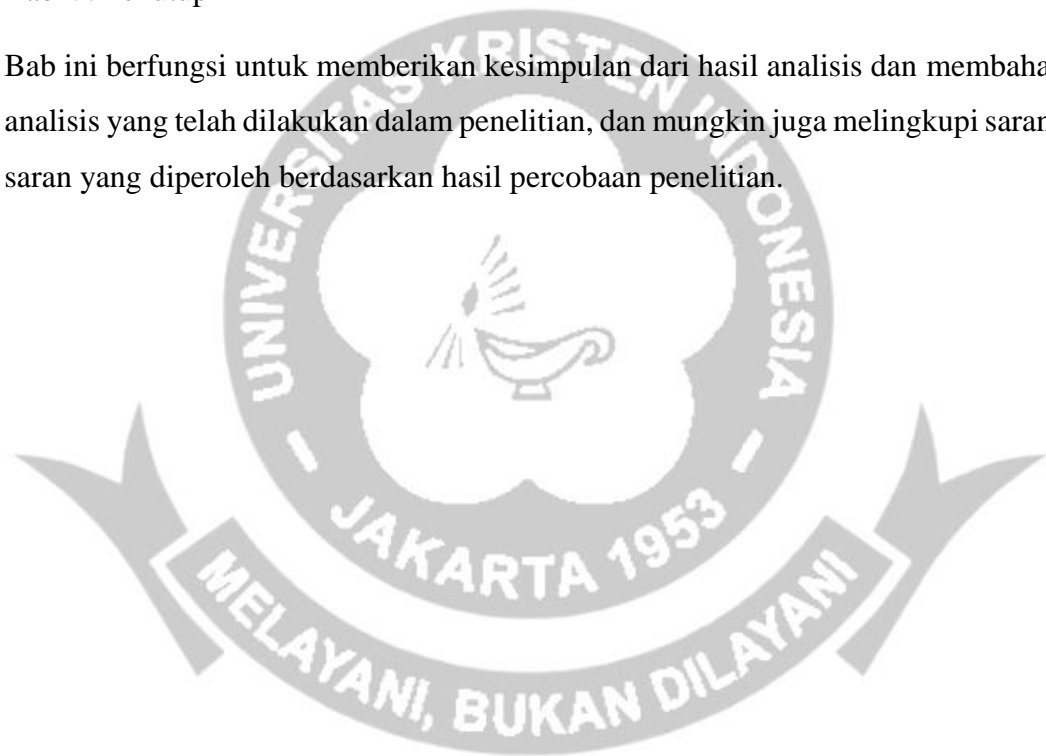 Bab ini berfungsi untuk memberikan kesimpulan dari hasil analisis dan membaha
analisis yang telah dilakukan dalam penelitian, dan mungkin juga melingkupi saran
saran yang diperoleh berdasarkan hasil percobaan penelitian.
UNIVERSITAS KRISTEN INDONESIA
- JAKARTA 1953 -
MELAYANI, BUKAN DILAYANI